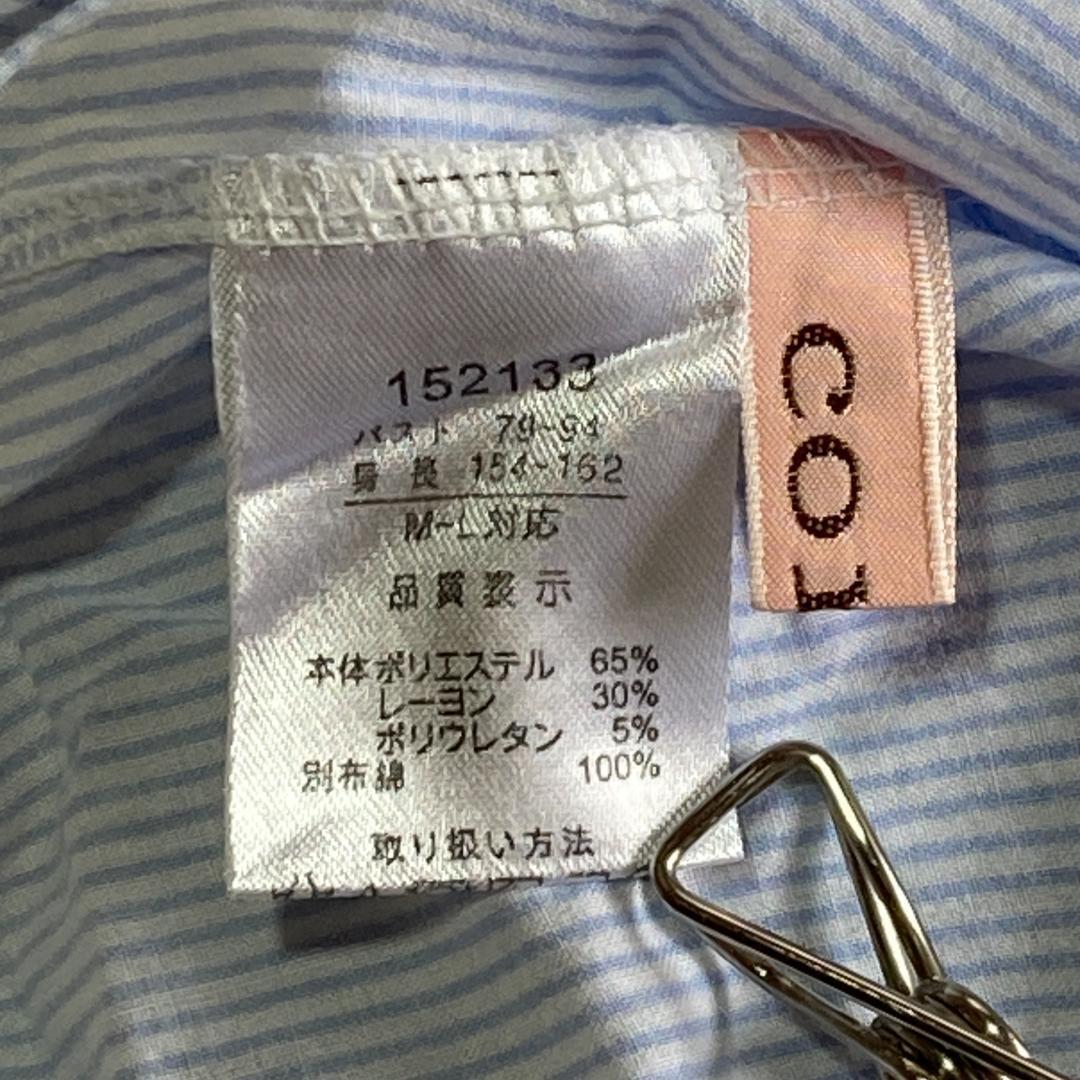 152133
バスト 79~94
身長 154~162
M~L対応
品質表示
本体 ポリエステル 65%
レーヨン 30%
ポリウレタン 5%
別布 綿 100%
取り扱い方法
CO